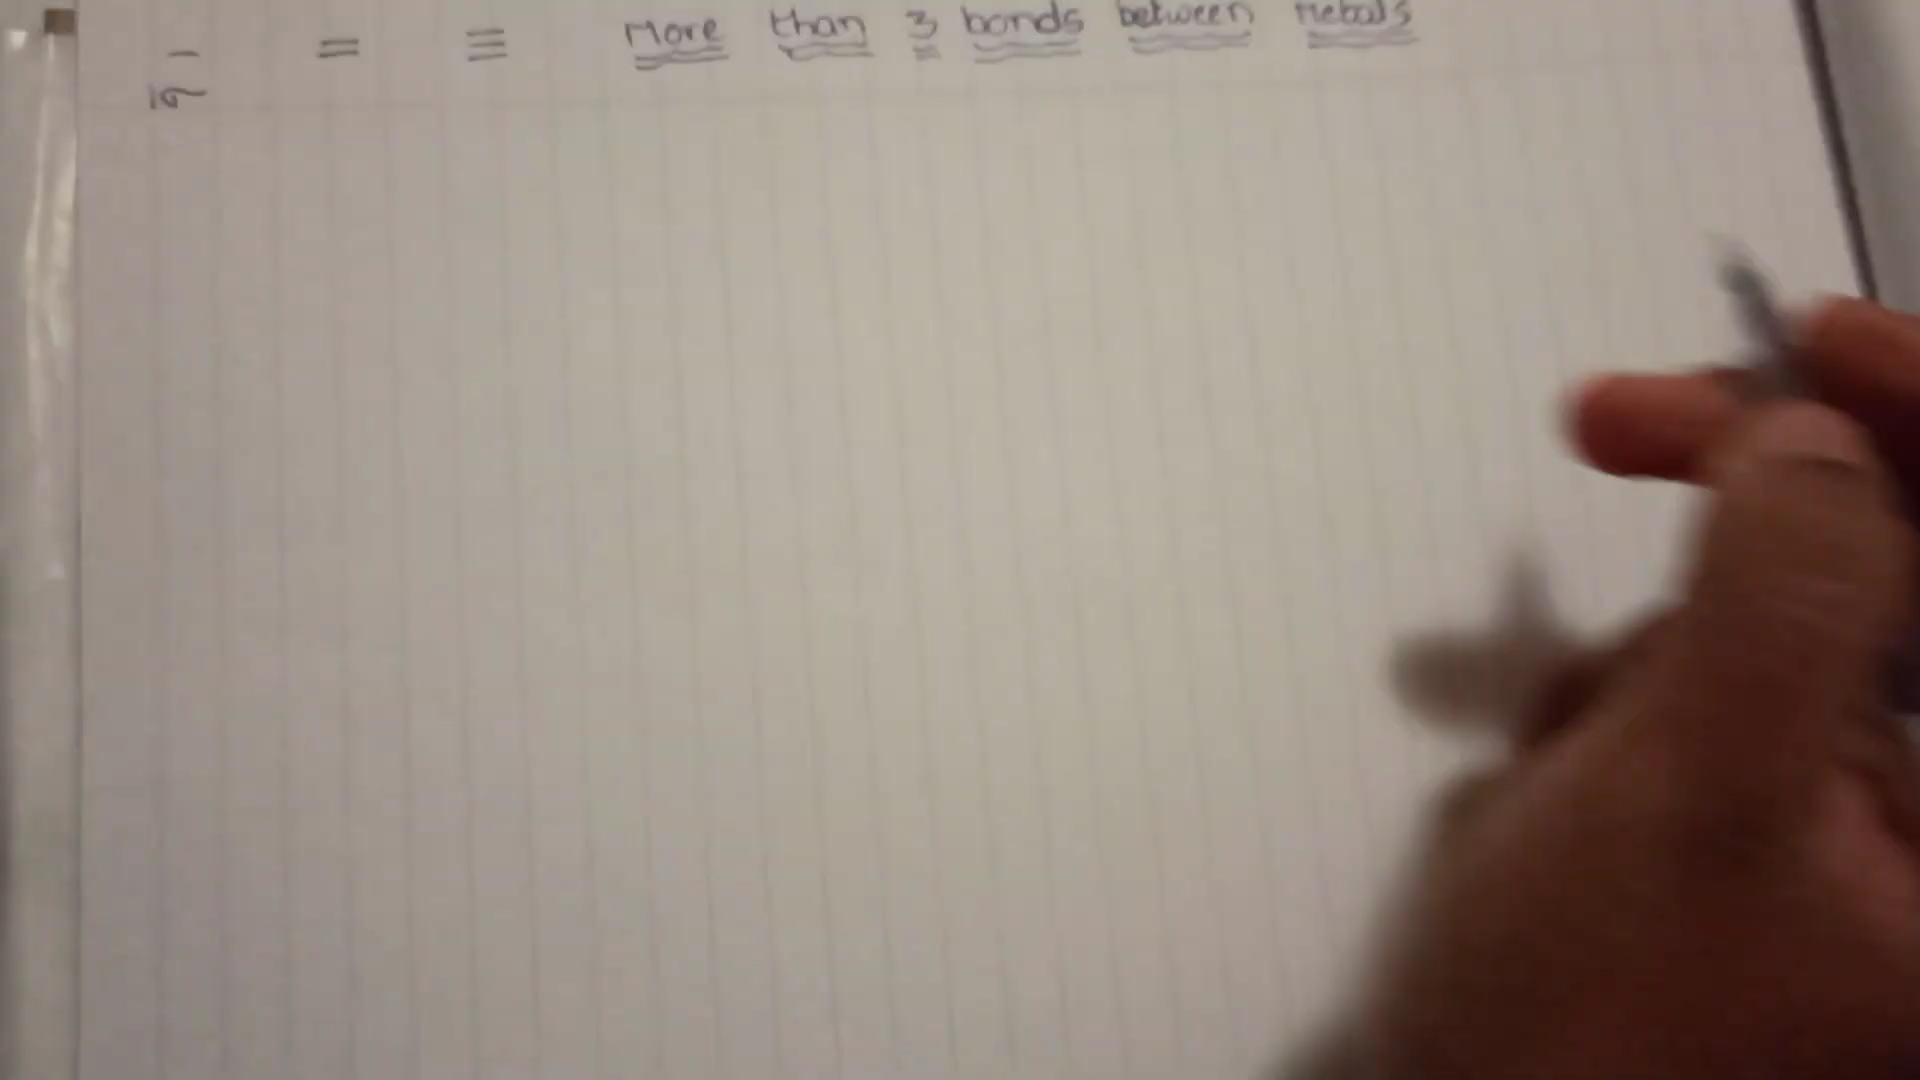 – = ≡ More than 3 bonds between Metals
σ